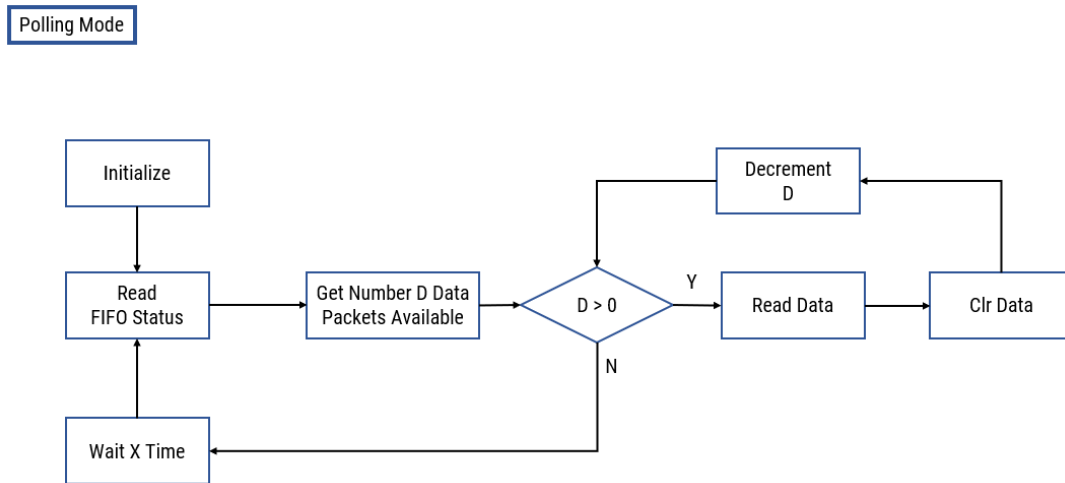 Polling Mode
Initialize
Decrement
D
Read
FIFO Status
Get Number D Data
Packets Available
D > 0
Y
Read Data
Clr Data
N
Wait X Time